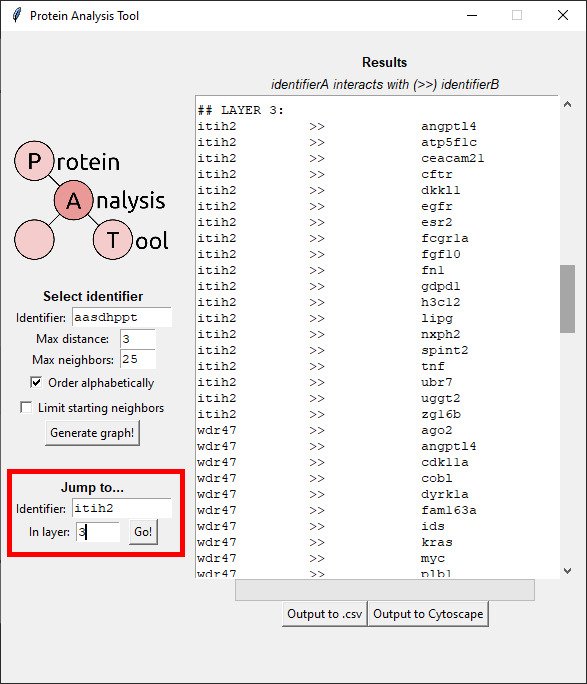 Protein Analysis Tool
Protein
Analysis
Tool
Select identifier
Identifier: aasdhppt
Max distance: 3
Max neighbors: 25
Order alphabetically
Limit starting neighbors
Generate graph!
Jump to...
Identifier: itih2
In layer: 3 Go!
Results
identifierA interacts with (>>) identifierB
## LAYER 3:
itih2 >> angptl4
itih2 >> atp5f1c
itih2 >> ceacam21
itih2 >> cftr
itih2 >> dkkl1
itih2 >> egfr
itih2 >> esr2
itih2 >> fcgr1a
itih2 >> fgf10
itih2 >> fn1
itih2 >> gdpd1
itih2 >> h3c12
itih2 >> lipg
itih2 >> nxph2
itih2 >> spint2
itih2 >> tnf
itih2 >> ubr7
itih2 >> uggt2
itih2 >> zg16b
wdr47 >> ago2
wdr47 >> angptl4
wdr47 >> cdk11a
wdr47 >> cobl
wdr47 >> dyrk1a
wdr47 >> fam163a
wdr47 >> ids
wdr47 >> kras
wdr47 >> myc
wdr47 >> plb1
Output to .csv Output to Cytoscape